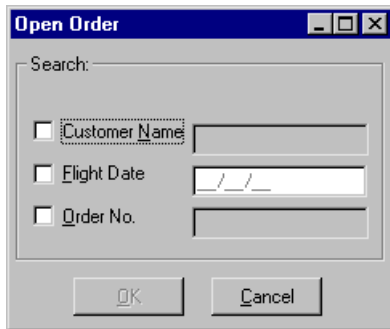 Open Order
Search:
Customer Name
Flight Date __/__/__
Order No.
OK Cancel